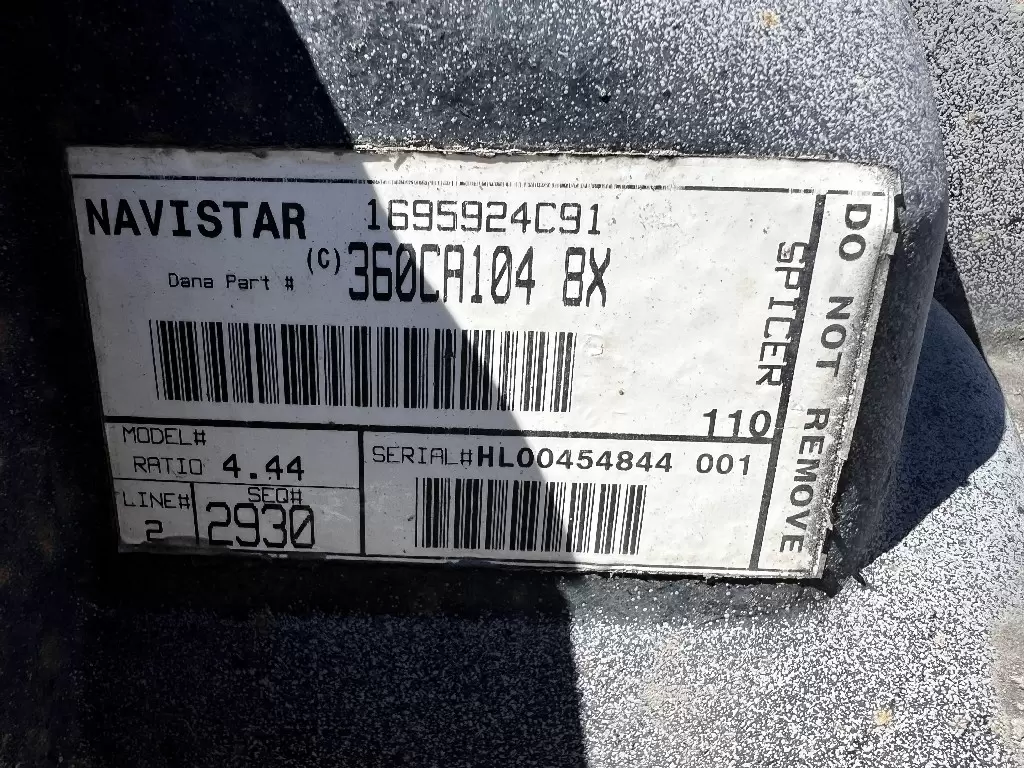 NAVISTAR 1695924C91
Dana Part # (C)360CA104 8X
110
MODEL#
RATIO 4.44
SERIAL#HL00454844 001
LINE# SEQ#
2 2930
SPICER
DO NOT REMOVE